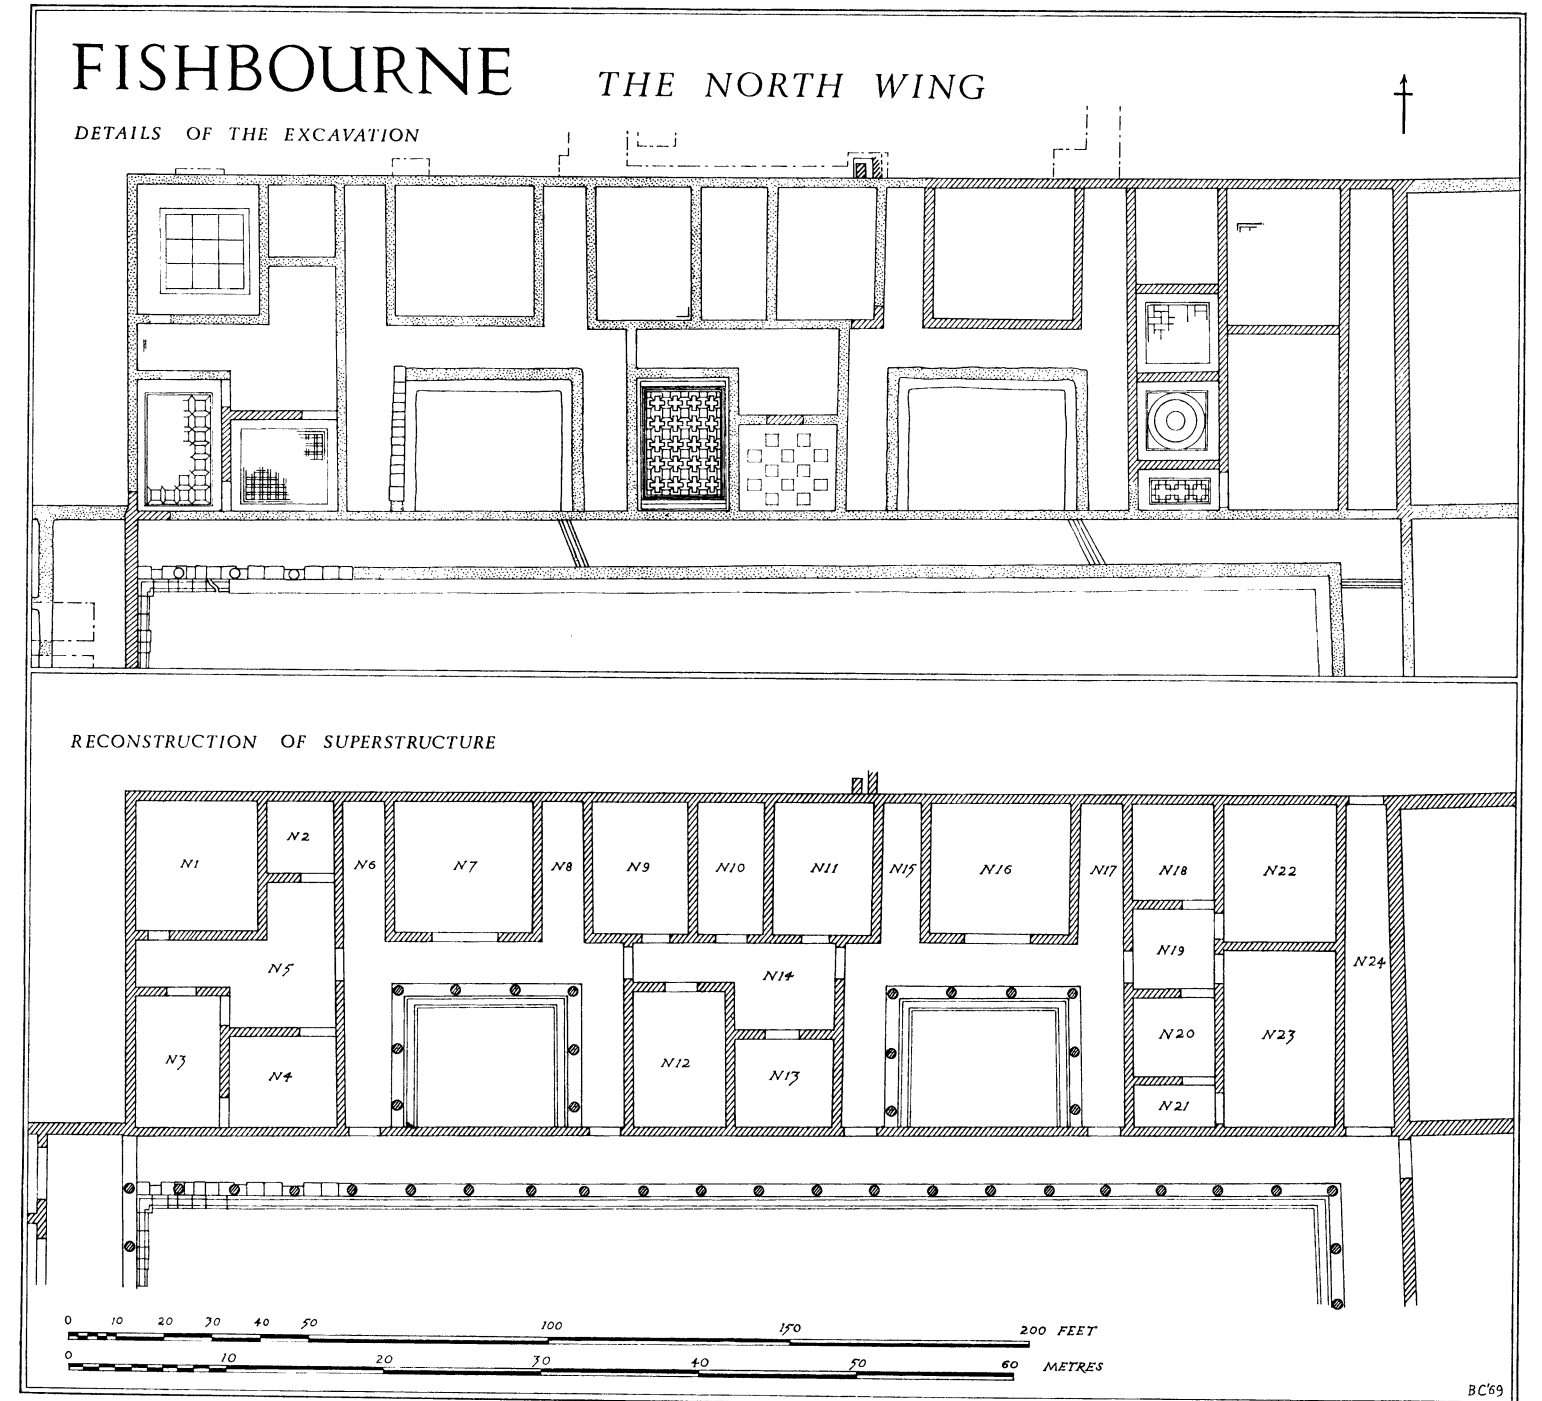 FISHBOURNE THE NORTH WING
DETAILS OF THE EXCAVATION
RECONSTRUCTION OF SUPERSTRUCTURE
N1
N2
N3
N4
N5
N6
N7
N8
N9
N10
N11
N12
N13
N14
N15
N16
N17
N18
N19
N20
N21
N22
N23
N24
0 10 20 30 40 50 100 150 200 FEET
0 10 20 30 40 50 60 METRES
BC'69